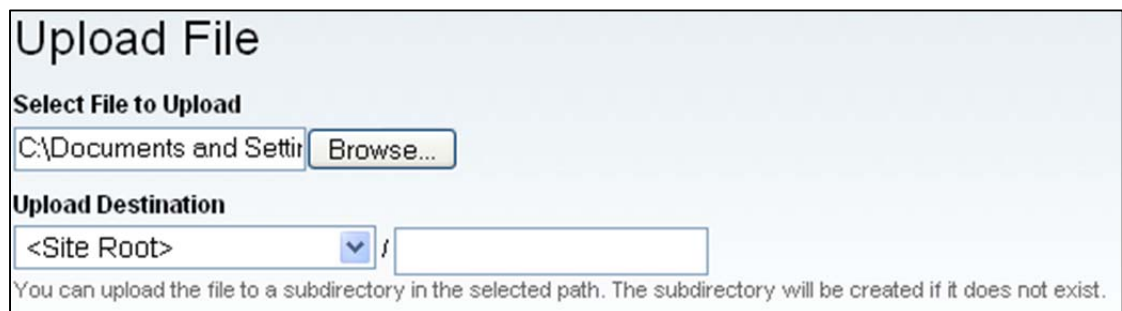 Upload File
Select File to Upload
C:\Documents and Settin Browse...
Upload Destination
<Site Root> /
You can upload the file to a subdirectory in the selected path. The subdirectory will be created if it does not exist.